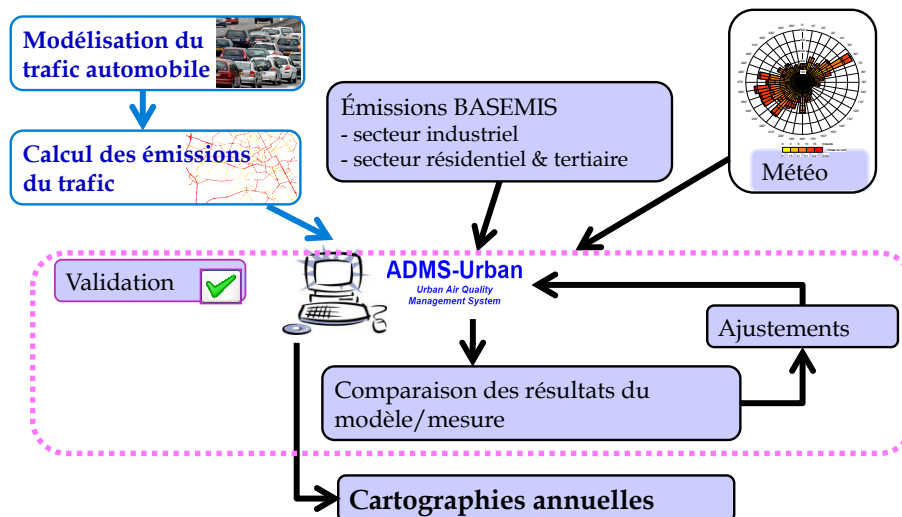 Modélisation du
trafic automobile
Émissions BASEMIS
- secteur industriel
- secteur résidentiel & tertiaire
Calcul des émissions
du trafic
Météo
Validation
ADMS-Urban
Urban Air Quality
Management System
Ajustements
Comparaison des résultats du
modèle/mesure
Cartographies annuelles